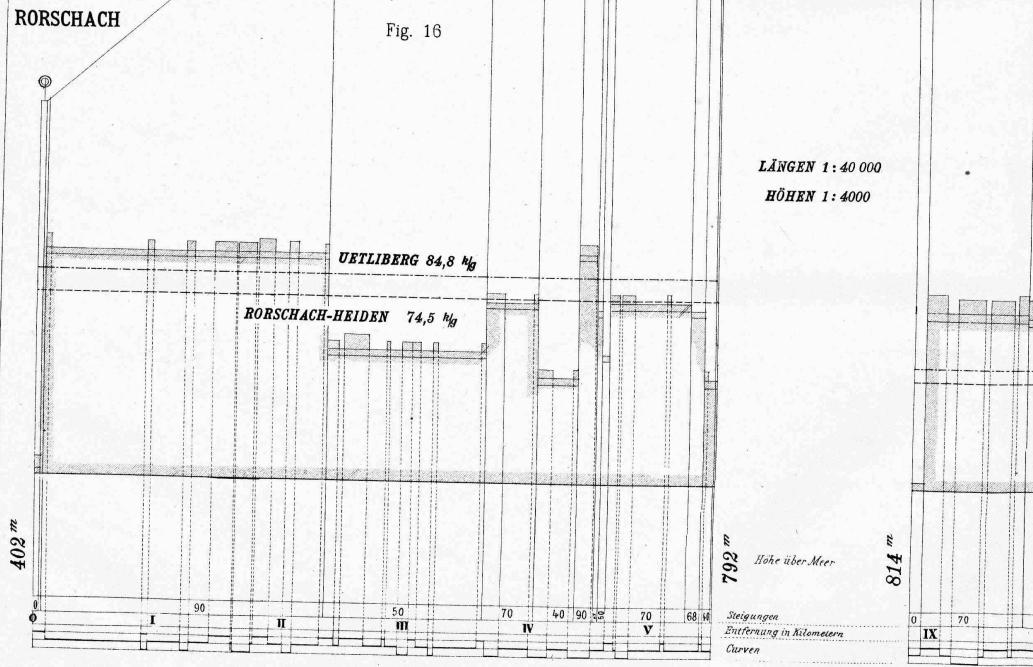 RORSCHACH
Fig. 16
LÄNGEN 1:40 000
HÖHEN 1:4000
UETLIBERG 84,8 k/g
RORSCHACH-HEIDEN 74,5 k/g
402 m
792 m
Höhe über Meer
814 m
0 90 50 70 40 90 70 68 0 70
Steigungen
0 I II III IV V IX
Entfernung in Kilometern
Curven